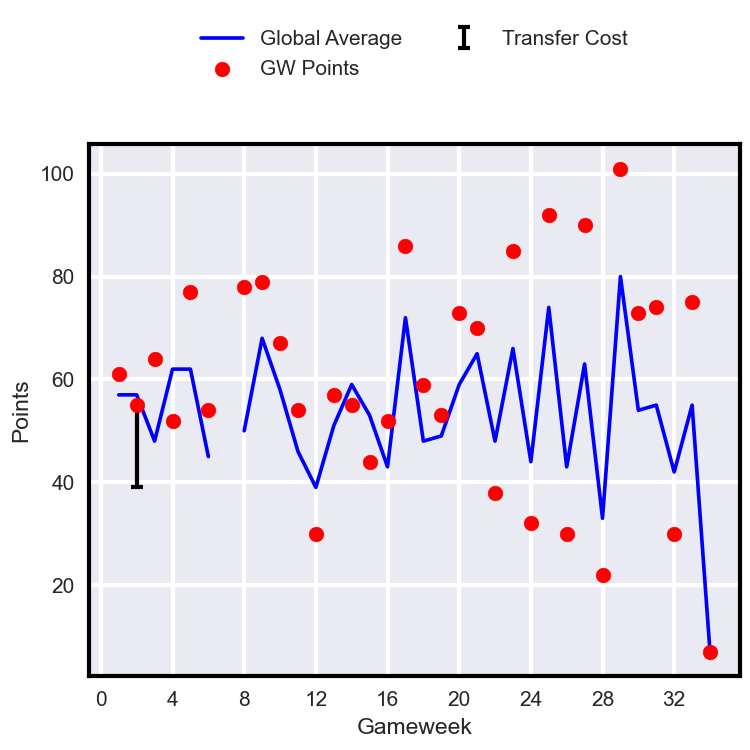 Global Average
GW Points
Transfer Cost
100
80
60
40
20
Points
0 4 8 12 16 20 24 28 32
Gameweek